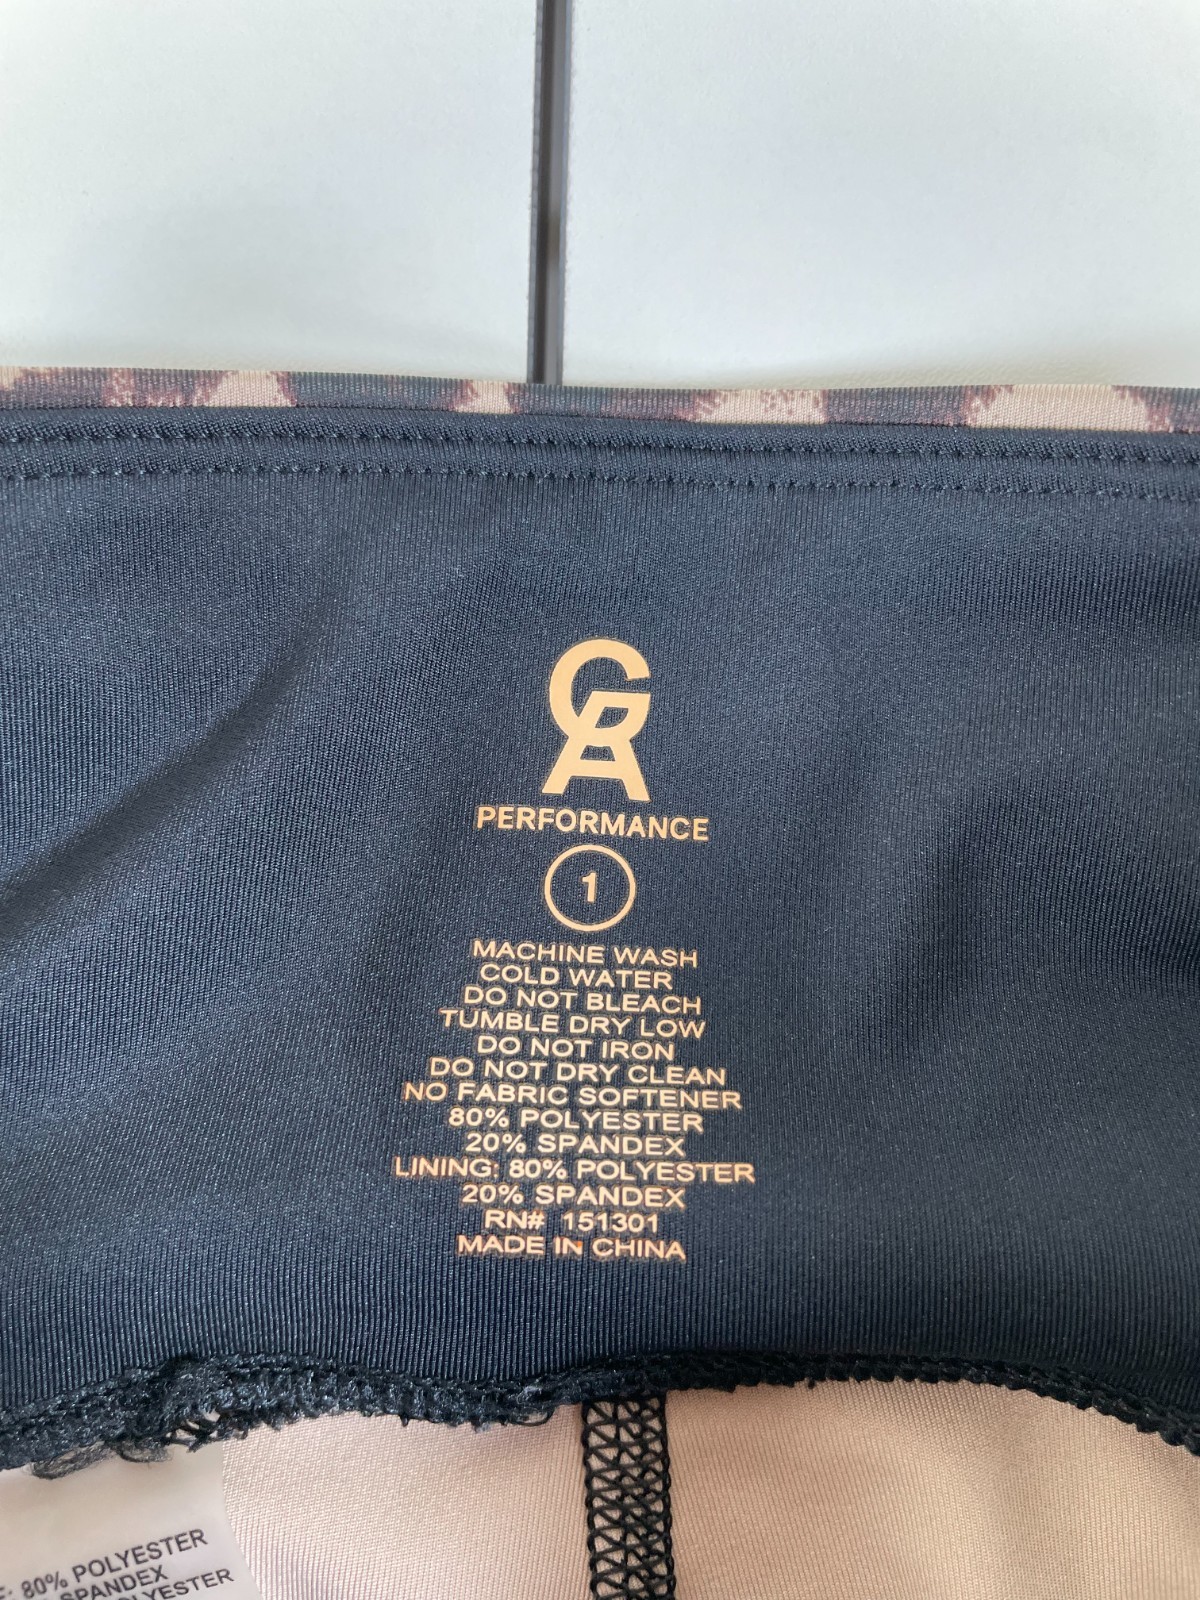 GA
PERFORMANCE
1
MACHINE WASH
COLD WATER
DO NOT BLEACH
TUMBLE DRY LOW
DO NOT IRON
DO NOT DRY CLEAN
NO FABRIC SOFTENER
80% POLYESTER
20% SPANDEX
LINING: 80% POLYESTER
20% SPANDEX
RN# 151301
MADE IN CHINA
80% POLYESTER
SPANDEX
POLYESTER